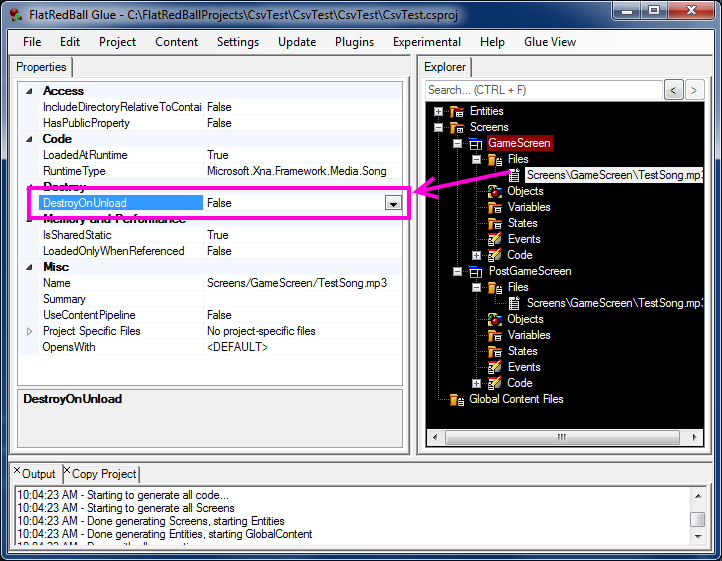 FlatRedBall Glue - C:\FlatRedBallProjects\CsvTest\CsvTest\CsvTest\CsvTest.csproj
File Edit Project Content Settings Update Plugins Experimental Help Glue View
Properties
Access
IncludeDirectoryRelativeToContai False
HasPublicProperty False
Code
LoadedAtRuntime True
RuntimeType Microsoft.Xna.Framework.Media.Song
Destroy
DestroyOnUnload False
Memory and Performance
IsSharedStatic True
LoadedOnlyWhenReferenced False
Misc
Name Screens/GameScreen/TestSong.mp3
Summary
UseContentPipeline False
Project Specific Files No project-specific files
OpensWith <DEFAULT>
DestroyOnUnload
Explorer
Search... (CTRL + F) < >
Entities
Screens
GameScreen
Files
Screens\GameScreen\TestSong.mp3
Objects
Variables
States
Events
Code
PostGameScreen
Files
Screens\GameScreen\TestSong.mp3
Objects
Variables
States
Events
Code
Global Content Files
Output Copy Project
10:04:23 AM - Starting to generate all code...
10:04:23 AM - Starting to generate all Screens
10:04:23 AM - Done generating Screens, starting Entities
10:04:23 AM - Done generating Entities, starting GlobalContent